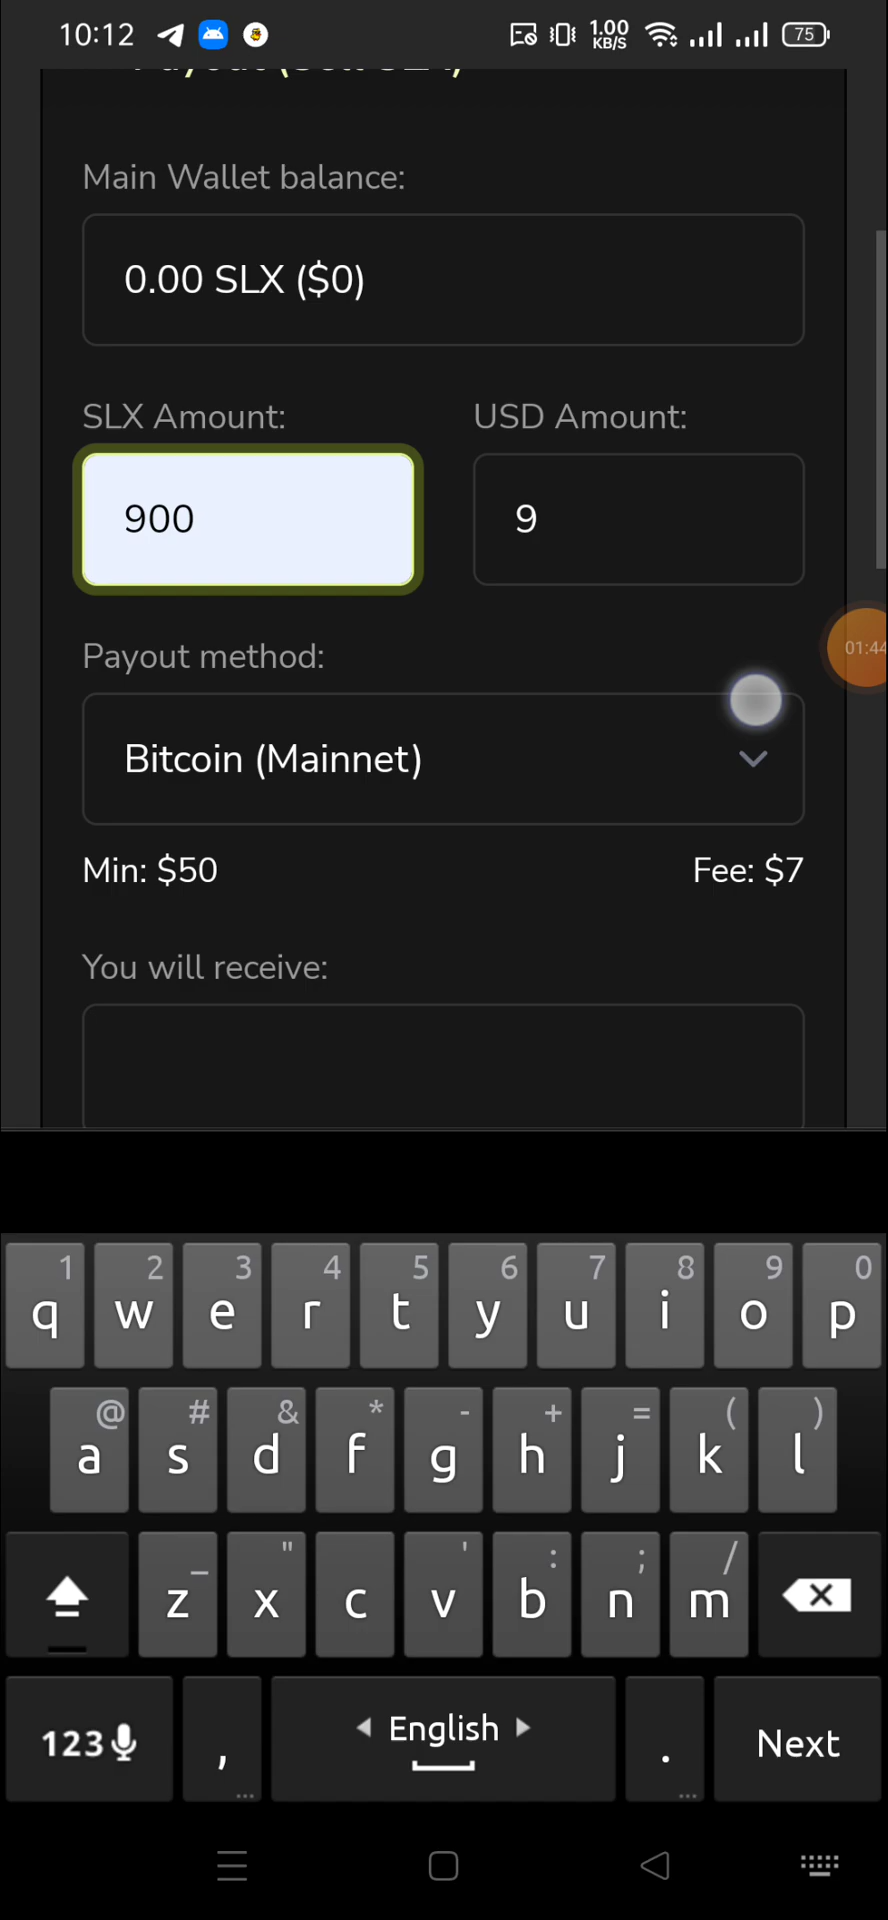 10:12 1.00 KB/S 75
Main Wallet balance:
0.00 SLX ($0)
SLX Amount: USD Amount:
900 9
01:44
Payout method:
Bitcoin (Mainnet)
Min: $50 Fee: $7
You will receive:
1 2 3 4 5 6 7 8 9 0
q w e r t y u i o p
@ # & * - + = ( )
a s d f g h j k l
_ " ' : ; /
z x c v b n m
123 , English . Next